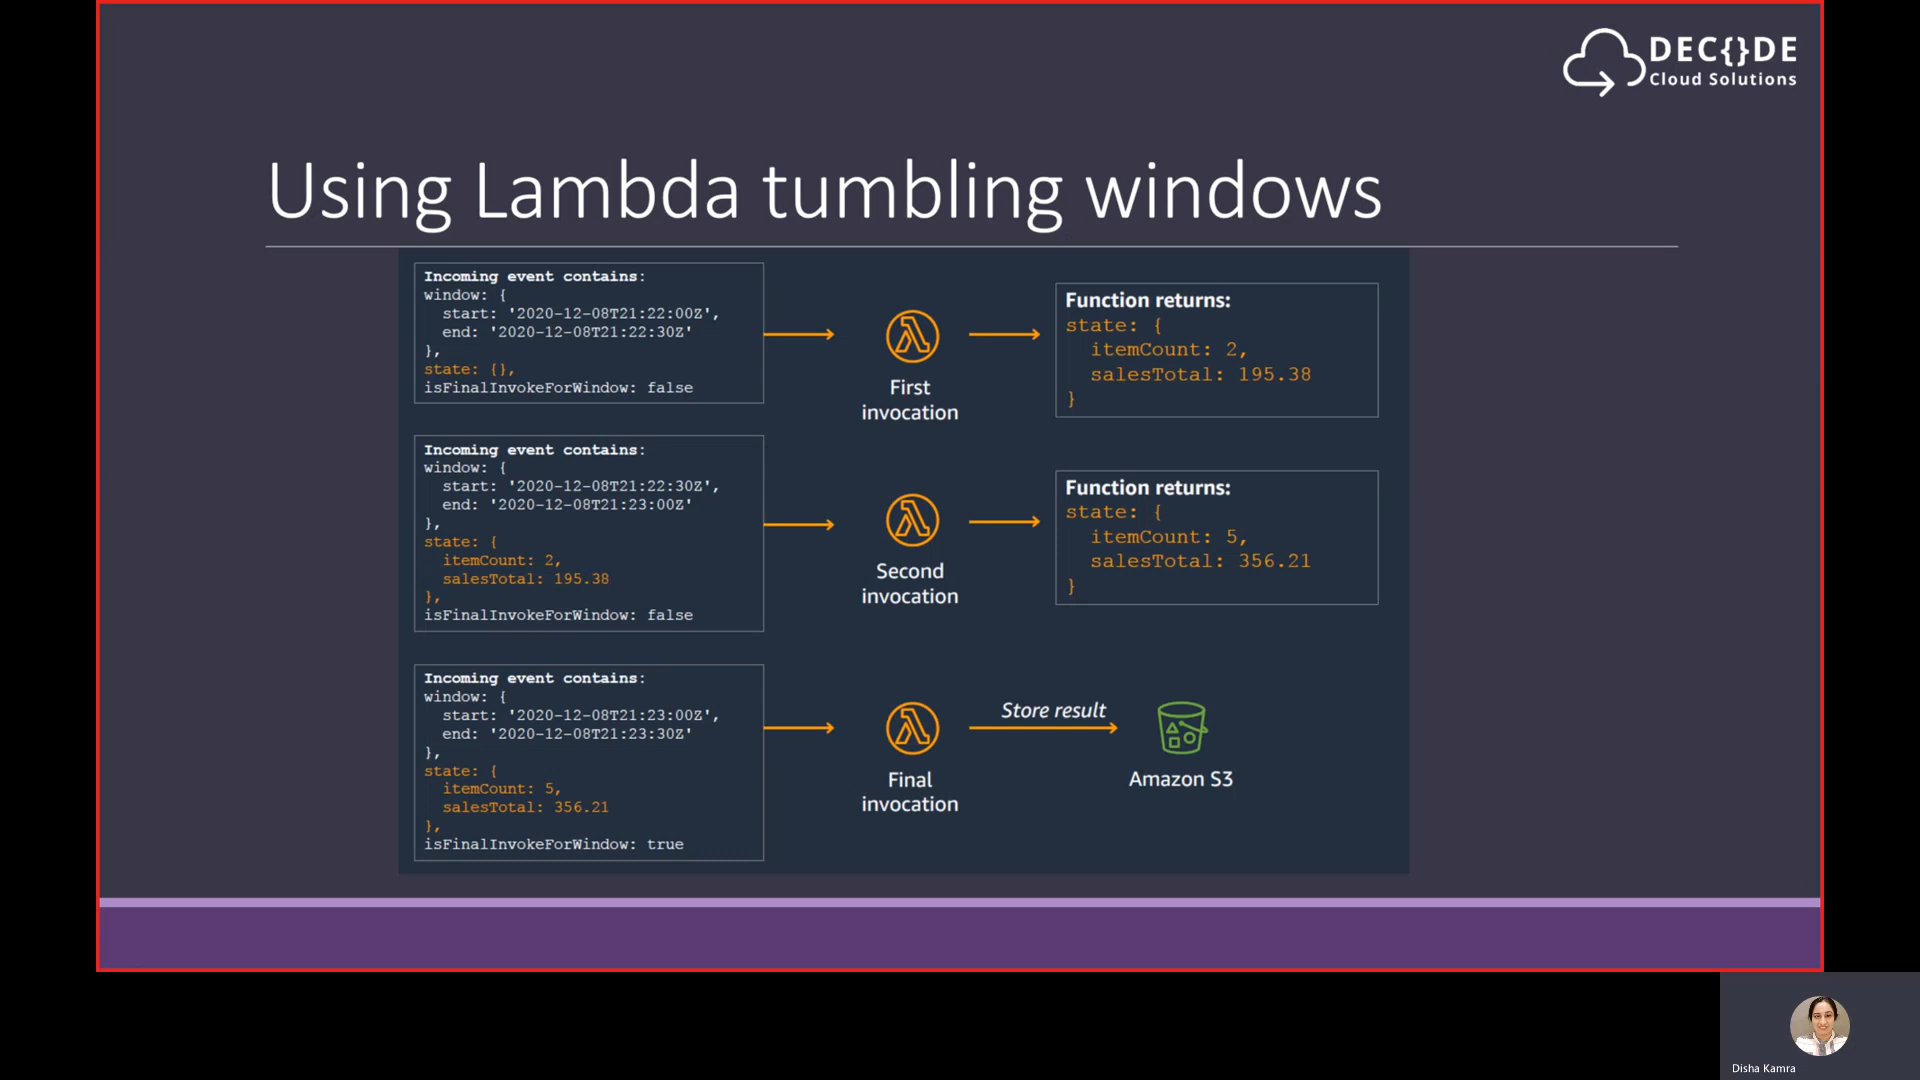 DEC{}DE
Cloud Solutions
Using Lambda tumbling windows
Incoming event contains:
window: {
start: '2020-12-08T21:22:00Z',
end: '2020-12-08T21:22:30Z'
},
state: {},
isFinalInvokeForWindow: false
First
invocation
Function returns:
state: {
itemCount: 2,
salesTotal: 195.38
}
Incoming event contains:
window: {
start: '2020-12-08T21:22:30Z',
end: '2020-12-08T21:23:00Z'
},
state: {
itemCount: 2,
salesTotal: 195.38
},
isFinalInvokeForWindow: false
Second
invocation
Function returns:
state: {
itemCount: 5,
salesTotal: 356.21
}
Incoming event contains:
window: {
start: '2020-12-08T21:23:00Z',
end: '2020-12-08T21:23:30Z'
},
state: {
itemCount: 5,
salesTotal: 356.21
},
isFinalInvokeForWindow: true
Final
invocation
Store result
Amazon S3
Disha Kamra